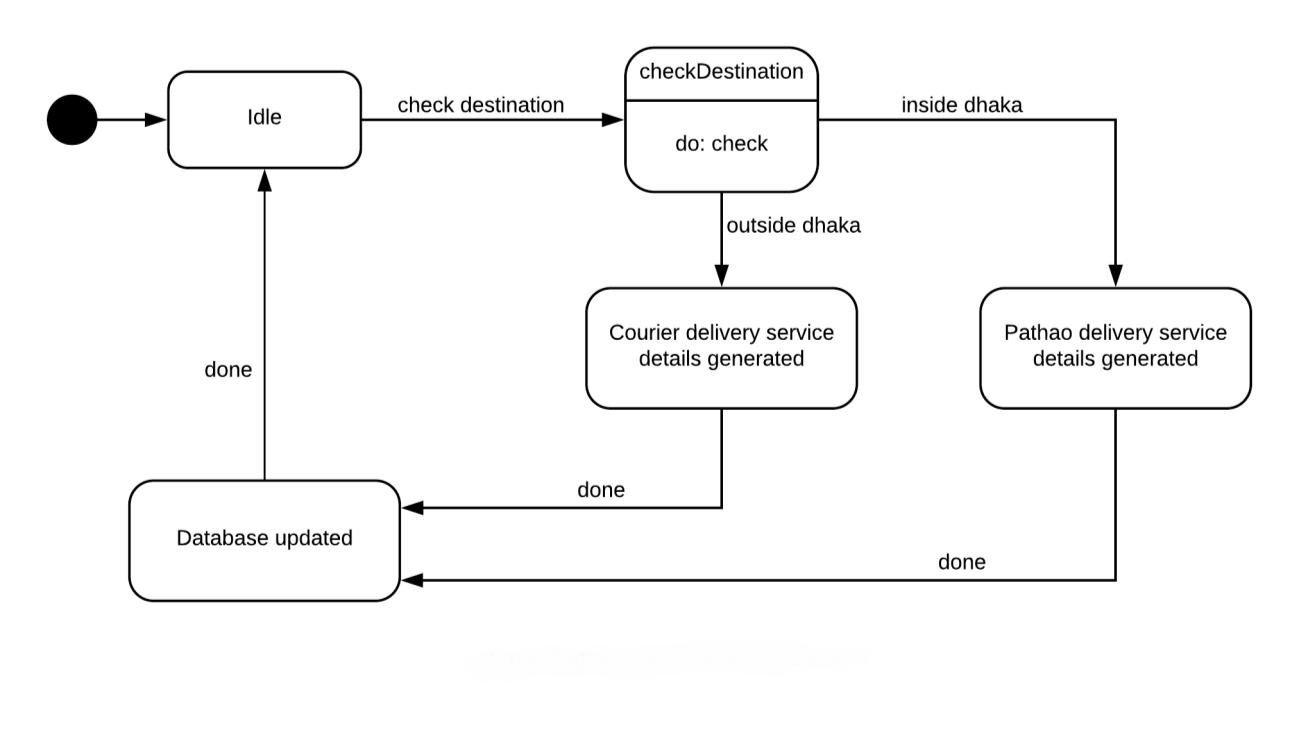 checkDestination
Idle
check destination
inside dhaka
do: check
outside dhaka
Courier delivery service
details generated
Pathao delivery service
details generated
done
done
Database updated
done